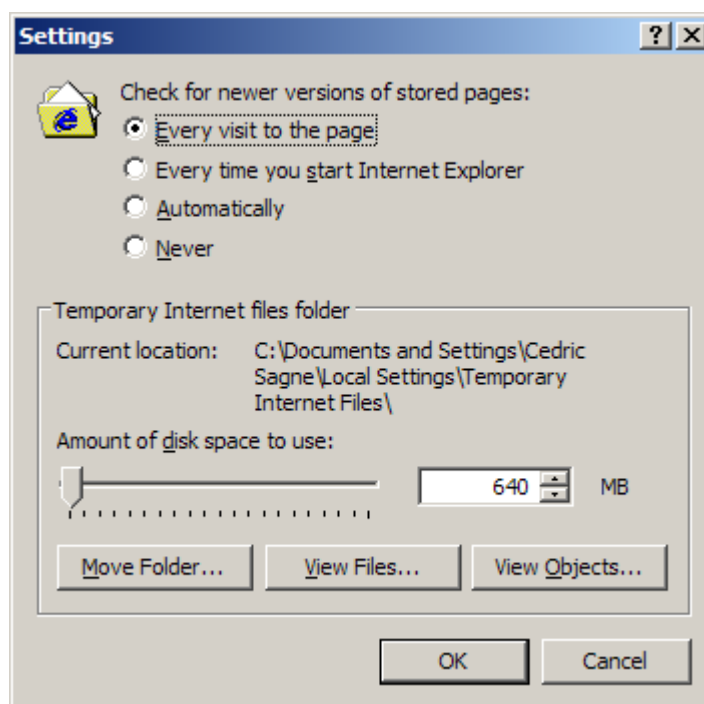 Settings
Check for newer versions of stored pages:
Every visit to the page
Every time you start Internet Explorer
Automatically
Never
Temporary Internet files folder
Current location: C:\Documents and Settings\Cedric
Sagne\Local Settings\Temporary
Internet Files\
Amount of disk space to use:
640 MB
Move Folder... View Files... View Objects...
OK Cancel